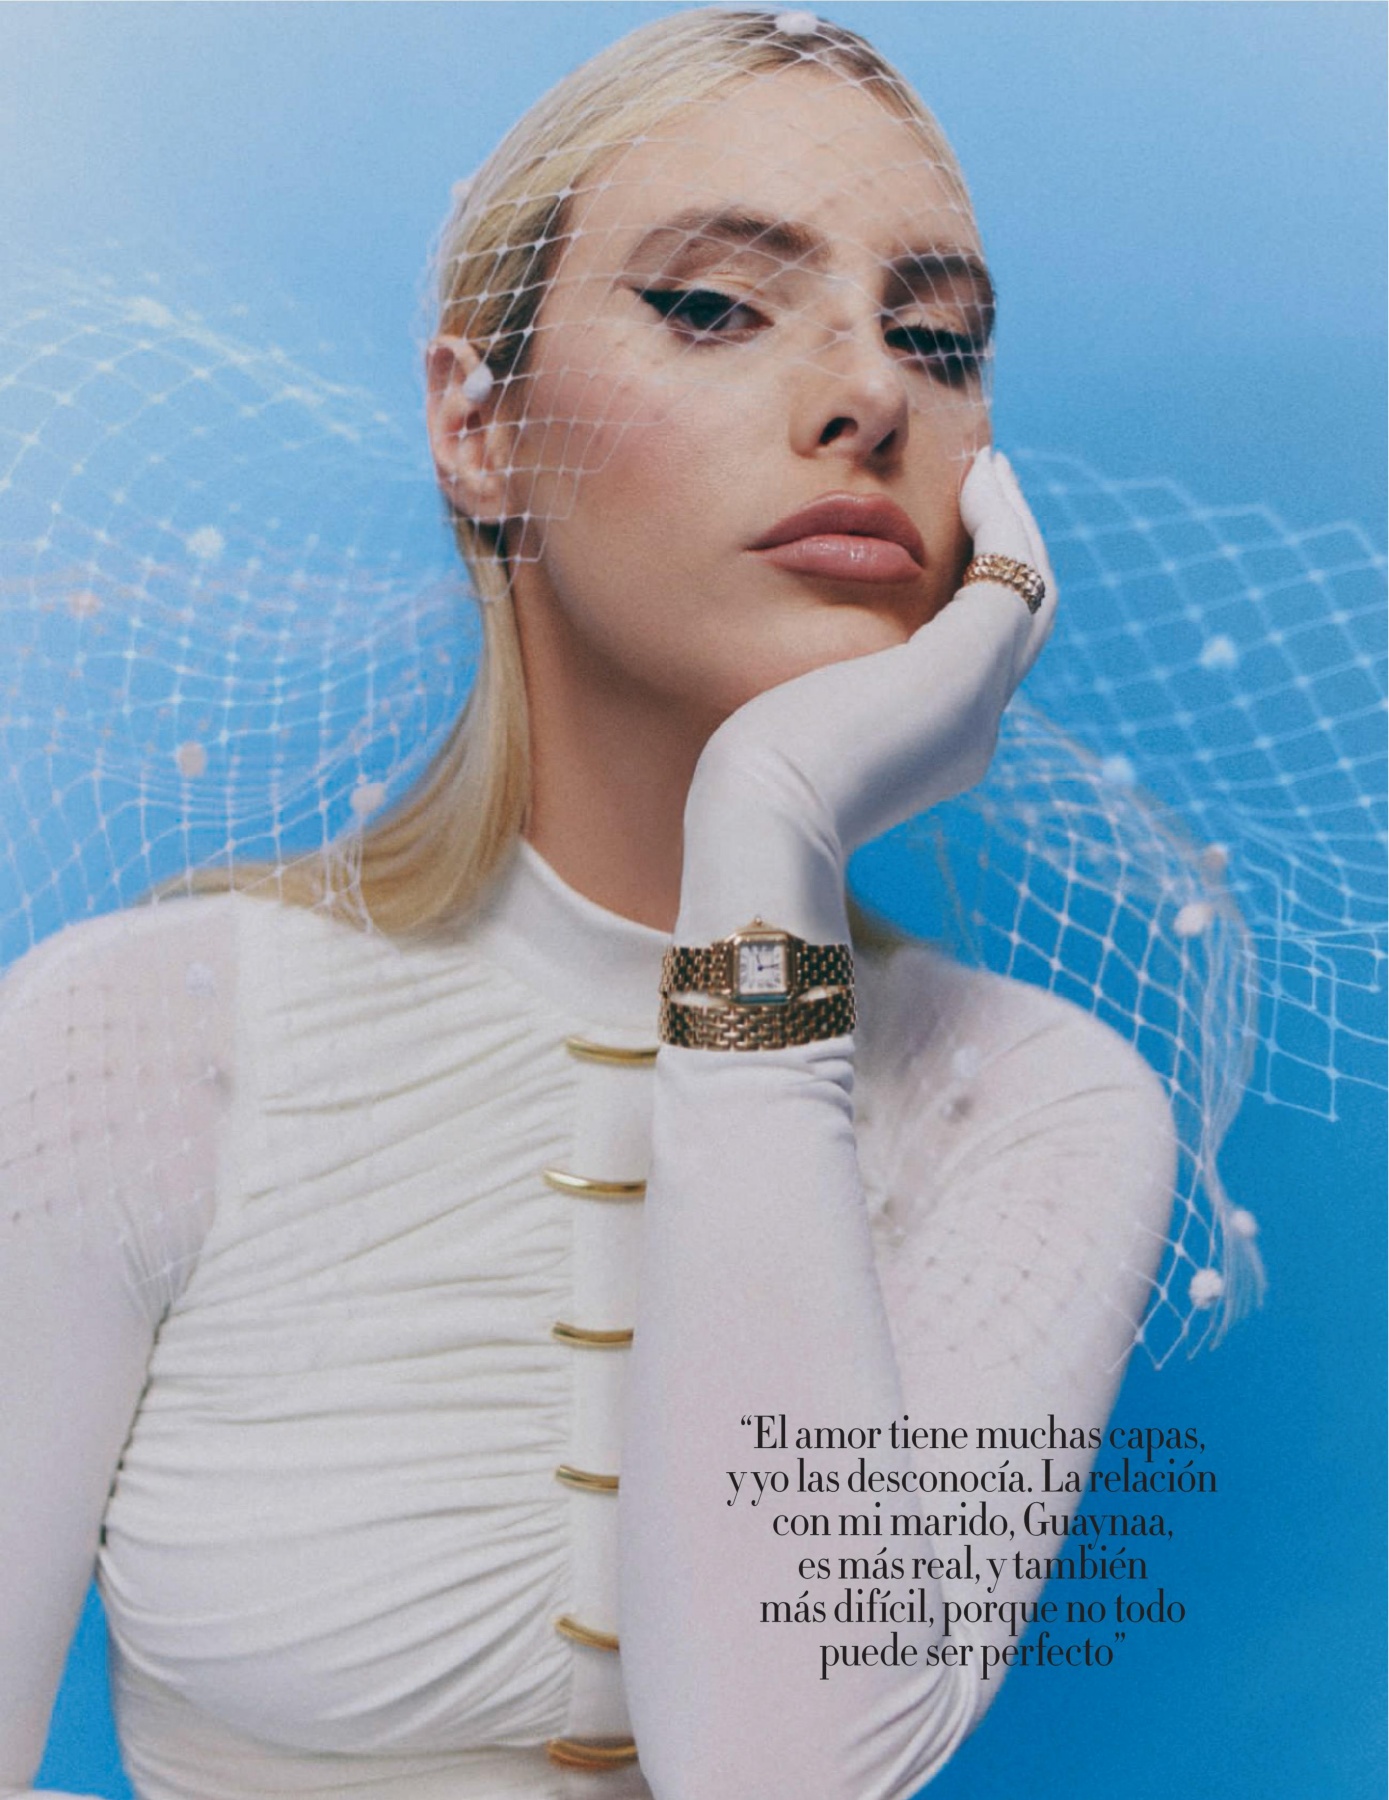 “El amor tiene muchas capas,
y yo las desconocía. La relación
con mi marido, Guaynaa,
es más real, y también
más difícil, porque no todo
puede ser perfecto”